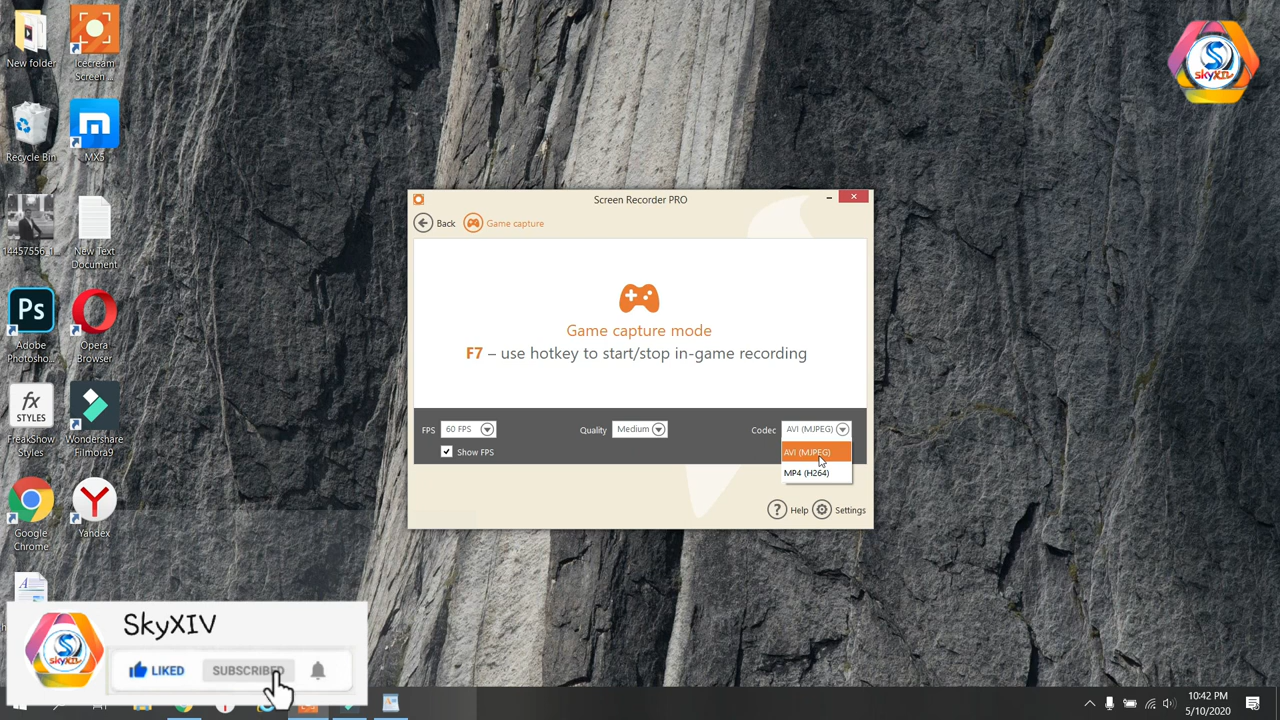 New folder
Icecream
Screen ...
Recycle Bin
MX5
14457556_1...
New Text
Document
Ps
Adobe
Photosho...
Opera
Browser
fx
STYLES
FreakShow
Styles
Wondershare
Filmora9
Google
Chrome
Yandex
S
SkyXIV
Screen Recorder PRO
Back
Game capture
Game capture mode
F7 – use hotkey to start/stop in-game recording
FPS
60 FPS
Quality
Medium
Codec
AVI (MJPEG)
Show FPS
AVI (MJPEG)
MP4 (H264)
Help
Settings
SkyXIV
S
SkyXIV
LIKED
SUBSCRIBED
10:42 PM
5/10/2020